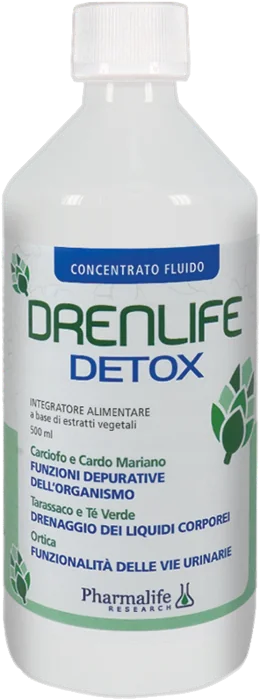 CONCENTRATO FLUIDO
DRENLIFE
DETOX
INTEGRATORE ALIMENTARE
a base di estratti vegetali
500 ml
Carciofo e Cardo Mariano
FUNZIONI DEPURATIVE
DELL'ORGANISMO
Tarassaco e Té Verde
DRENAGGIO DEI LIQUIDI CORPOREI
Ortica
FUNZIONALITÀ DELLE VIE URINARIE
Pharmalife
RESEARCH